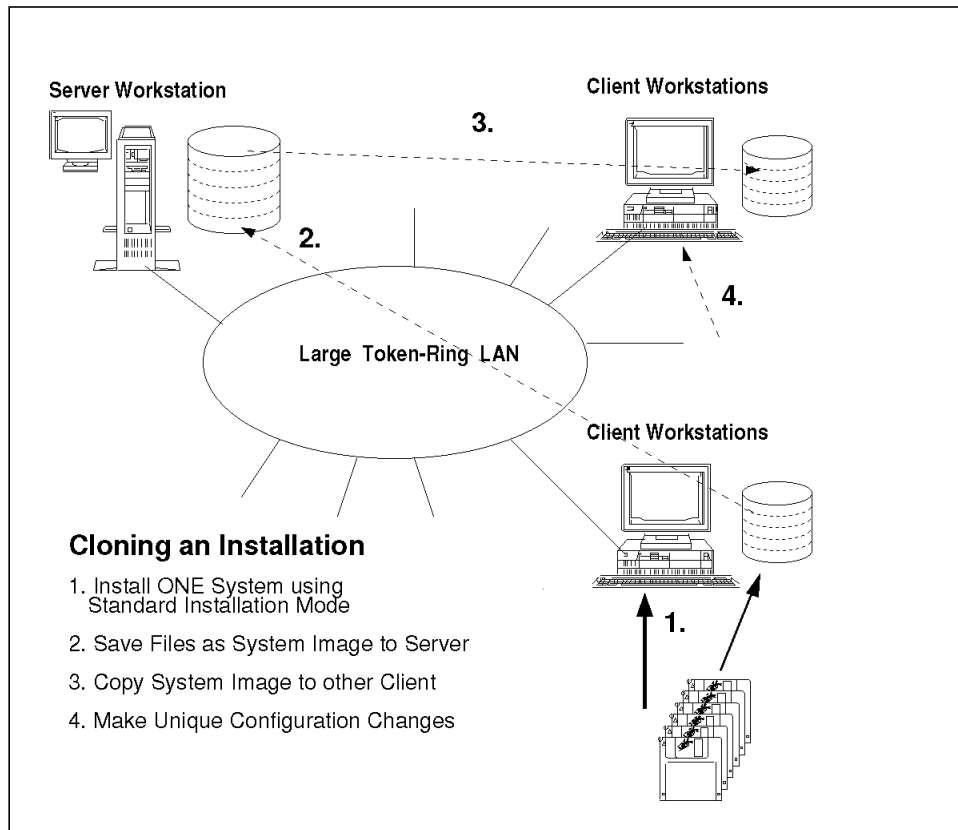 Server Workstation
Client Workstations
3.
2.
4.
Large Token-Ring LAN
Client Workstations
1.
Cloning an Installation
1. Install ONE System using
Standard Installation Mode
2. Save Files as System Image to Server
3. Copy System Image to other Client
4. Make Unique Configuration Changes